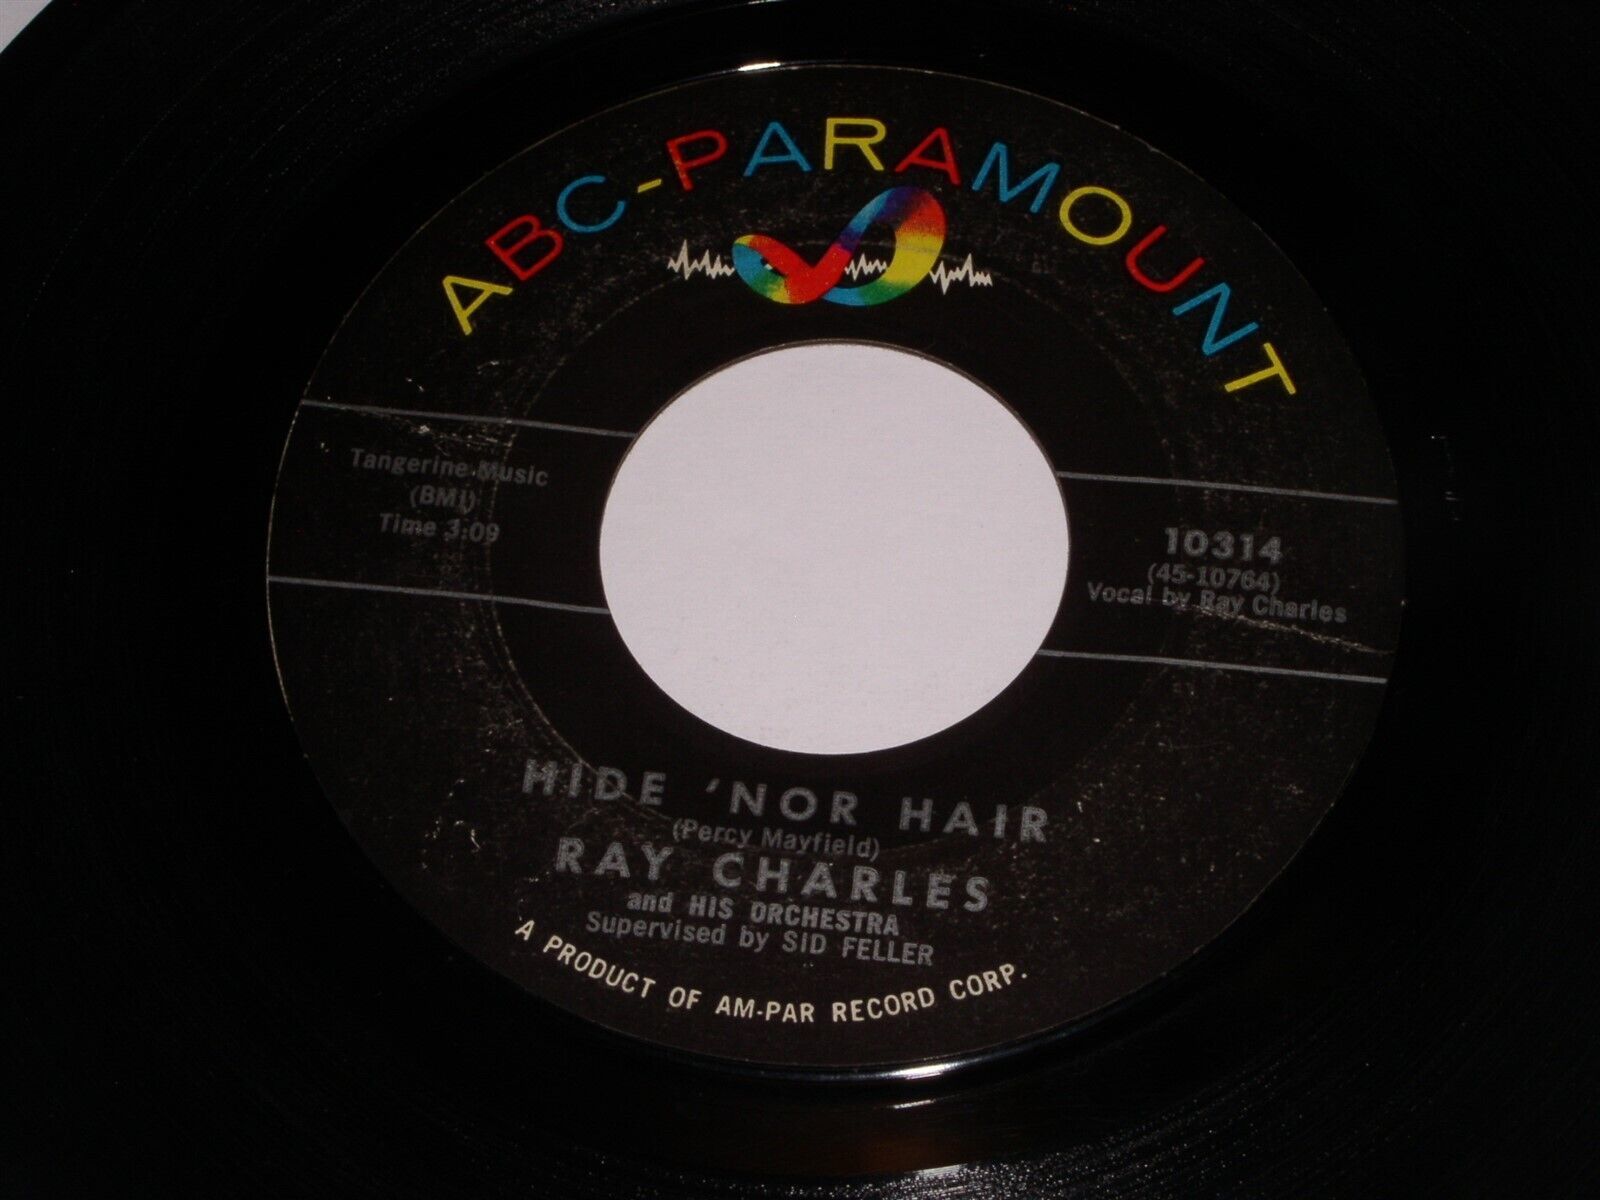 ABC-PARAMOUNT
Tangerine Music
(BMI)
Time 3:09
10314
(45-10764)
Vocal by Ray Charles
HIDE 'NOR HAIR
(Percy Mayfield)
RAY CHARLES
and HIS ORCHESTRA
Supervised by SID FELLER
A PRODUCT OF AM-PAR RECORD CORP.